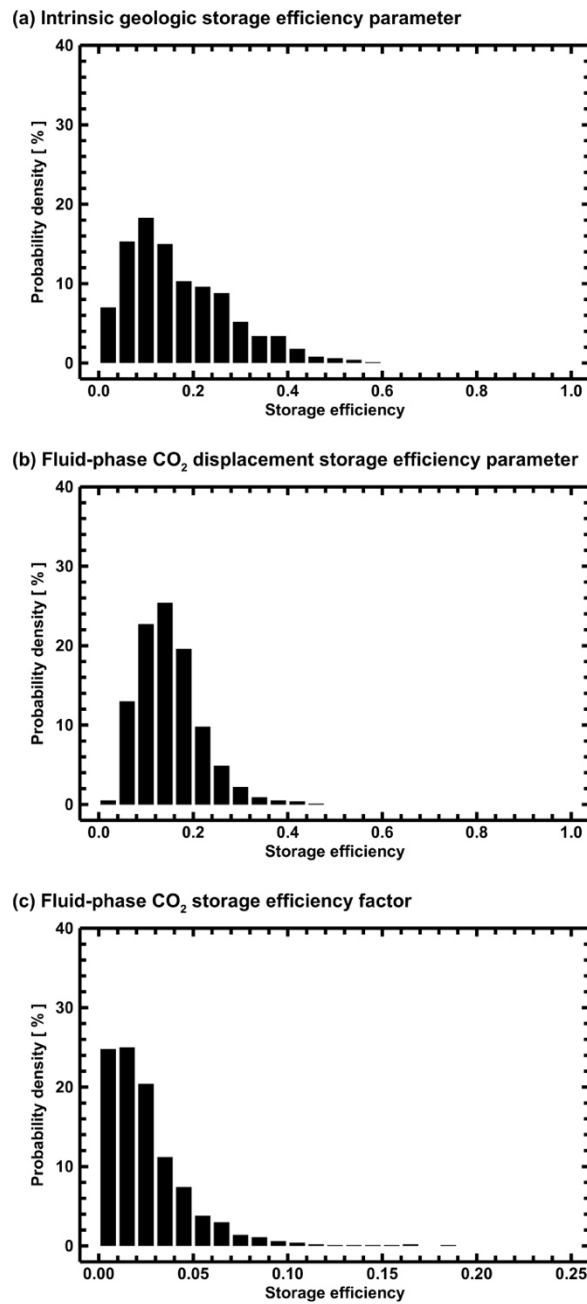 (a) Intrinsic geologic storage efficiency parameter
40
30
20
10
0
Probability density [ % ]
0.0 0.2 0.4 0.6 0.8 1.0
Storage efficiency
(b) Fluid-phase CO₂ displacement storage efficiency parameter
40
30
20
10
0
Probability density [ % ]
0.0 0.2 0.4 0.6 0.8 1.0
Storage efficiency
(c) Fluid-phase CO₂ storage efficiency factor
40
30
20
10
0
Probability density [ % ]
0.00 0.05 0.10 0.15 0.20 0.25
Storage efficiency